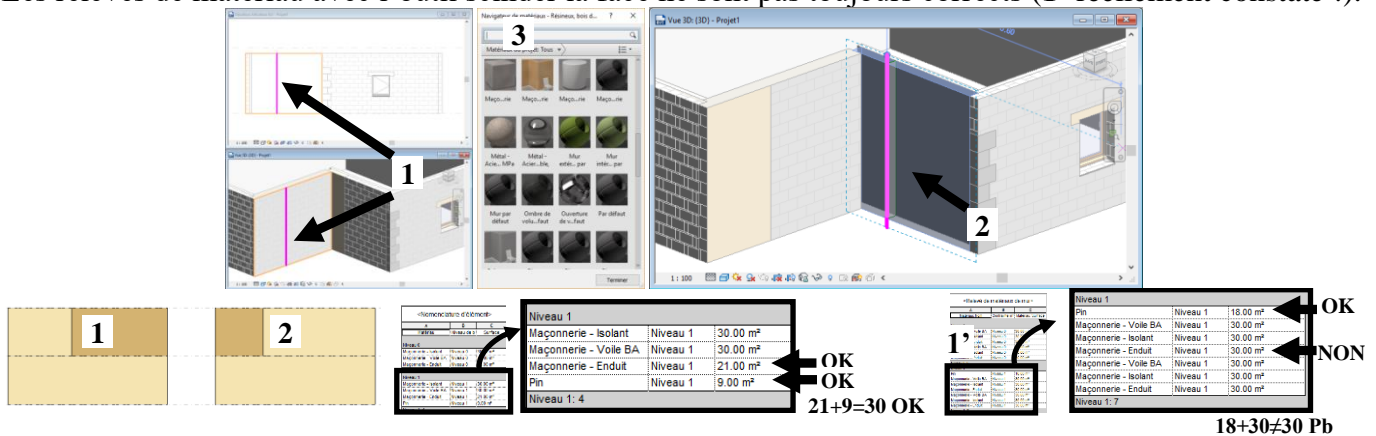 Vue 3D: {3D} - Projet1
1
Navigateur de matériaux - Résineux, bois d... ? ×
3
Matériaux du projet: Tous
Maço...rie Maço...rie Maço...rie Maço...rie
Métal - Acie... MPa
Métal - Acier...ble,
Mur extér... par
Mur intér... par
Mur par défaut
Ombre de volu...faut
Ouverture de v...faut
Par défaut
Terminer
Vue 3D: {3D} - Projet1
2
1 : 100
1
2
<Nomenclature d'élément>
A B C
Niveau 1
Maçonnerie - Isolant Niveau 1 30.00 m²
Maçonnerie - Voile BA Niveau 1 30.00 m²
Maçonnerie - Enduit Niveau 1 21.00 m²
Pin Niveau 1 9.00 m²
Niveau 1: 4
OK
OK
21+9=30 OK
1’
Niveau 1
Pin Niveau 1 18.00 m²
Maçonnerie - Voile BA Niveau 1 30.00 m²
Maçonnerie - Isolant Niveau 1 30.00 m²
Maçonnerie - Enduit Niveau 1 30.00 m²
Maçonnerie - Voile BA Niveau 1 30.00 m²
Maçonnerie - Isolant Niveau 1 30.00 m²
Maçonnerie - Enduit Niveau 1 30.00 m²
Niveau 1: 7
OK
NON
18+30≠30 Pb